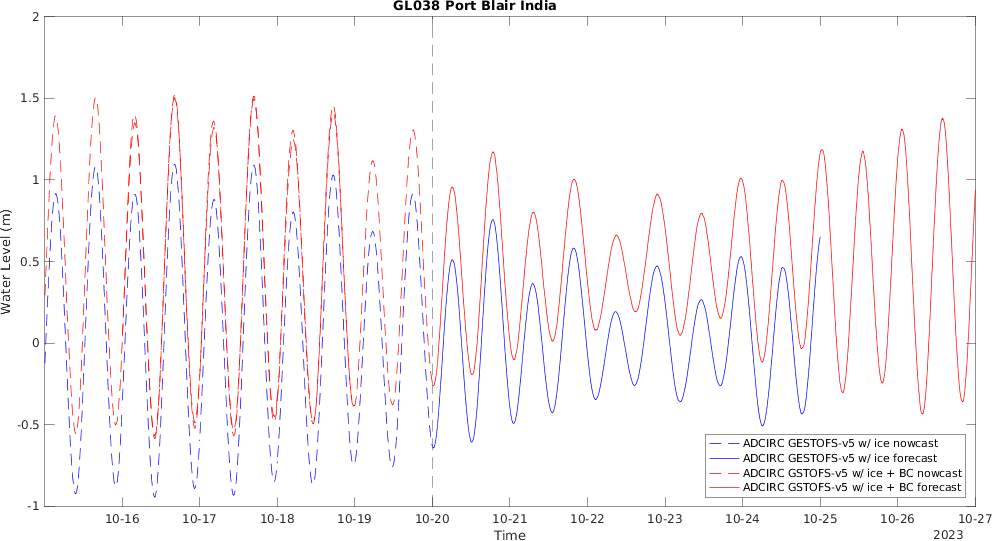 GL038 Port Blair India
2
1.5
1
0.5
0
-0.5
-1
Water Level (m)
10-16 10-17 10-18 10-19 10-20 10-21 10-22 10-23 10-24 10-25 10-26 10-27
Time
2023
ADCIRC GESTOFS-v5 w/ ice nowcast
ADCIRC GESTOFS-v5 w/ ice forecast
ADCIRC GSTOFS-v5 w/ ice + BC nowcast
ADCIRC GSTOFS-v5 w/ ice + BC forecast